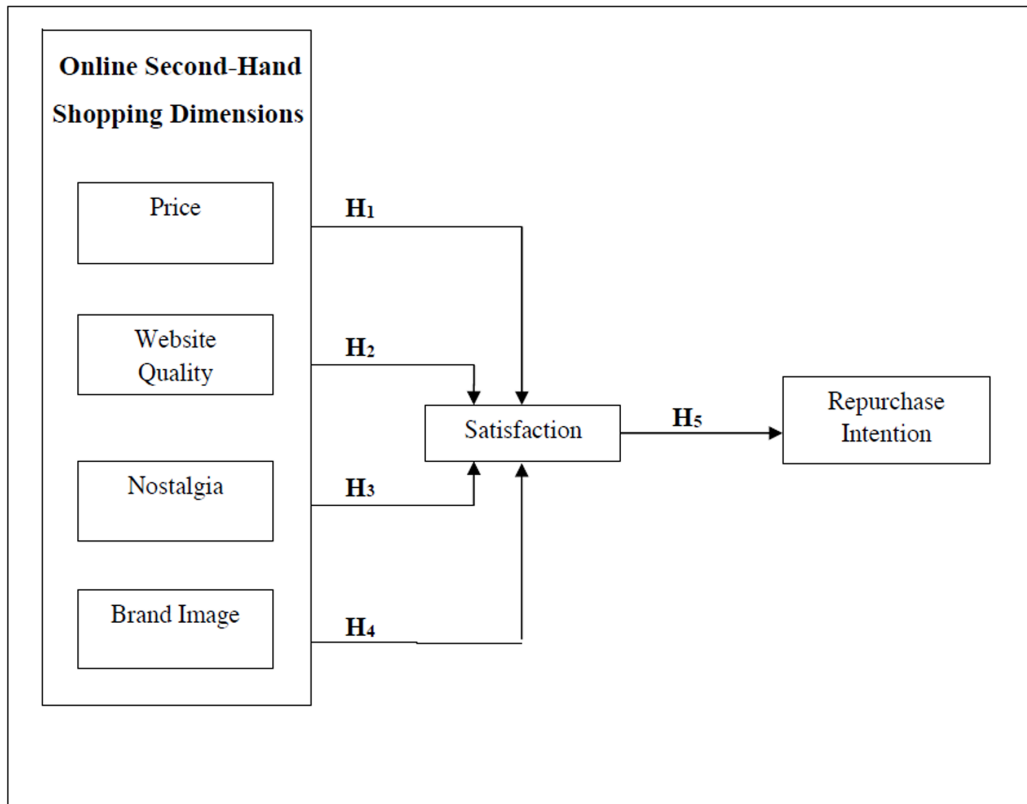 Online Second-Hand
Shopping Dimensions
Price
H1
Website
Quality
H2
Nostalgia
H3
Brand Image
H4
Satisfaction
H5
Repurchase
Intention